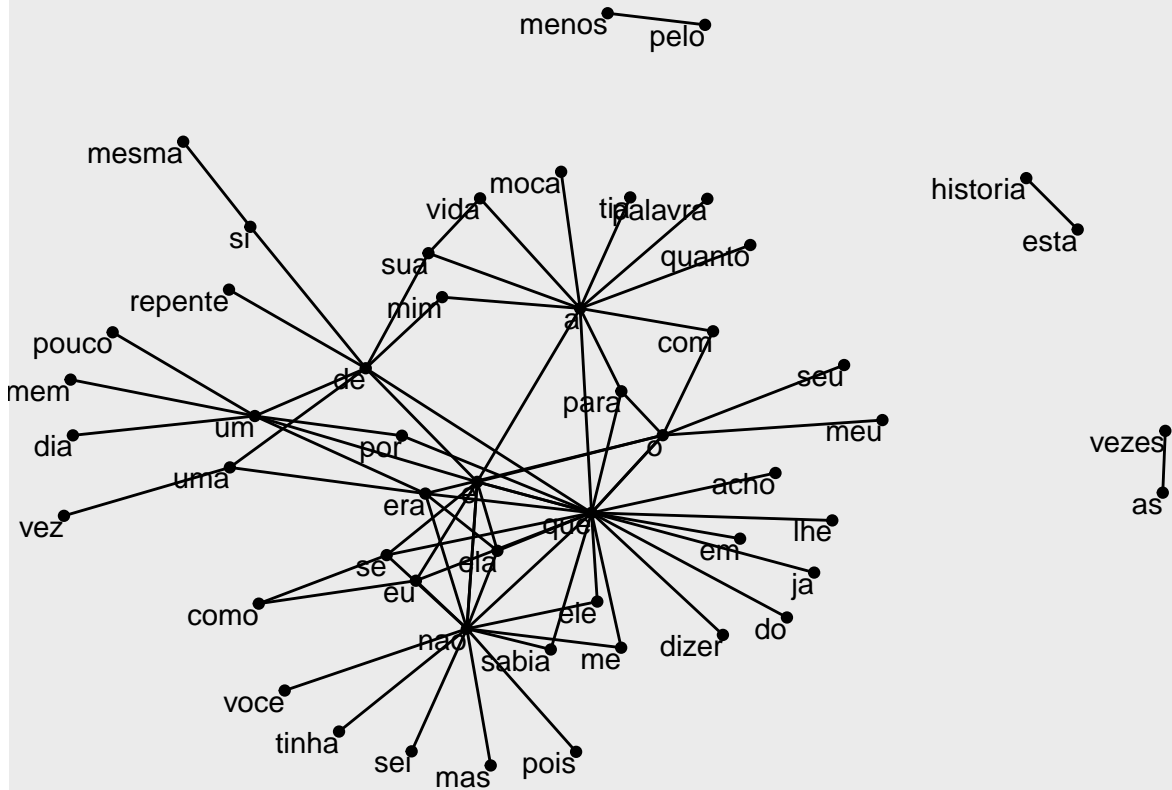 menos
pelo
mesma
moca
historia
vida
tia
palavra
esta
si
quanto
sua
repente
mim
a
pouco
com
seu
de
mem
para
um
meu
dia
por
o
vezes
uma
acho
e
era
as
vez
que
lhe
em
ela
se
ja
eu
como
ele
do
nao
dizer
me
sabia
voce
tinha
sei
pois
mas